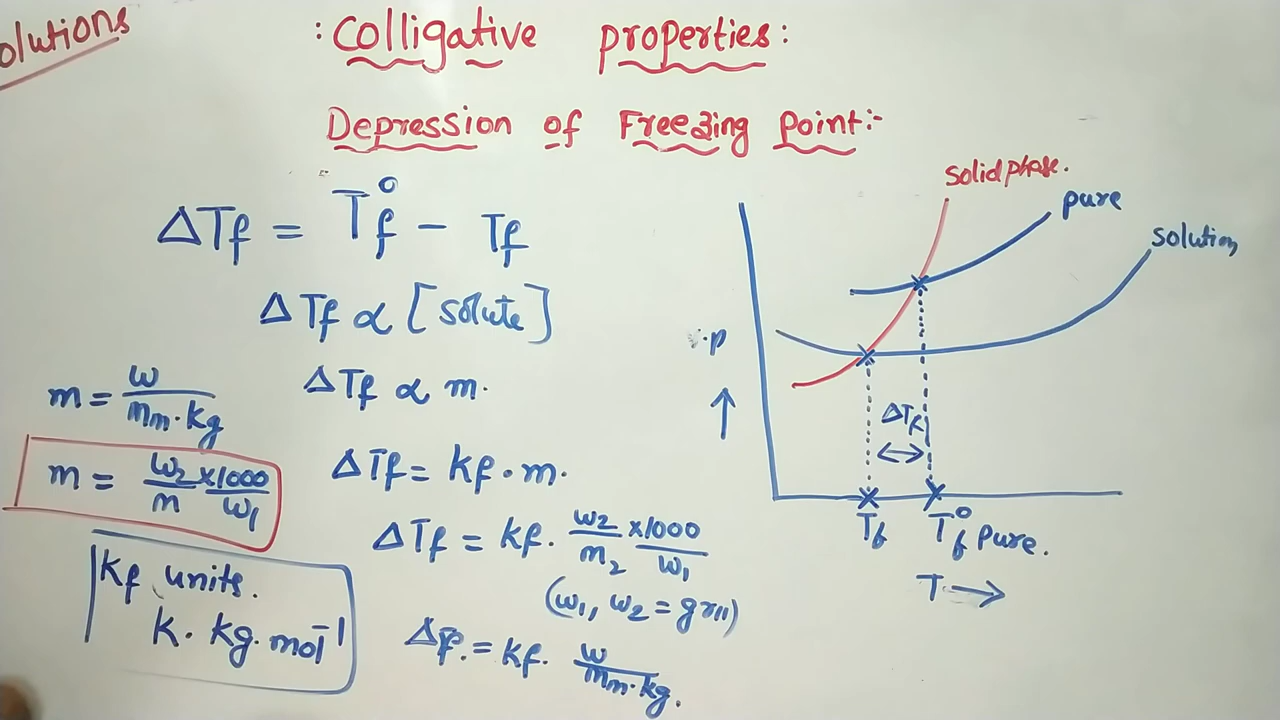 olutions
: Colligative properties:
Depression of Freezing Point:-
ΔTf = T°f - Tf
ΔTf ∝ [solute]
ΔTf ∝ m.
m = w / mm.kg
ΔTf = kf.m.
m = w2/m x1000/w1
ΔTf = kf. w2/m2 x1000/w1
(w1, w2 = gr11)
kf units.
k. kg. mol⁻¹
ΔTf. = kf. w / mm.kg.
solid phase.
pure
solution
P
ΔTf
Tf
T°f pure.
T